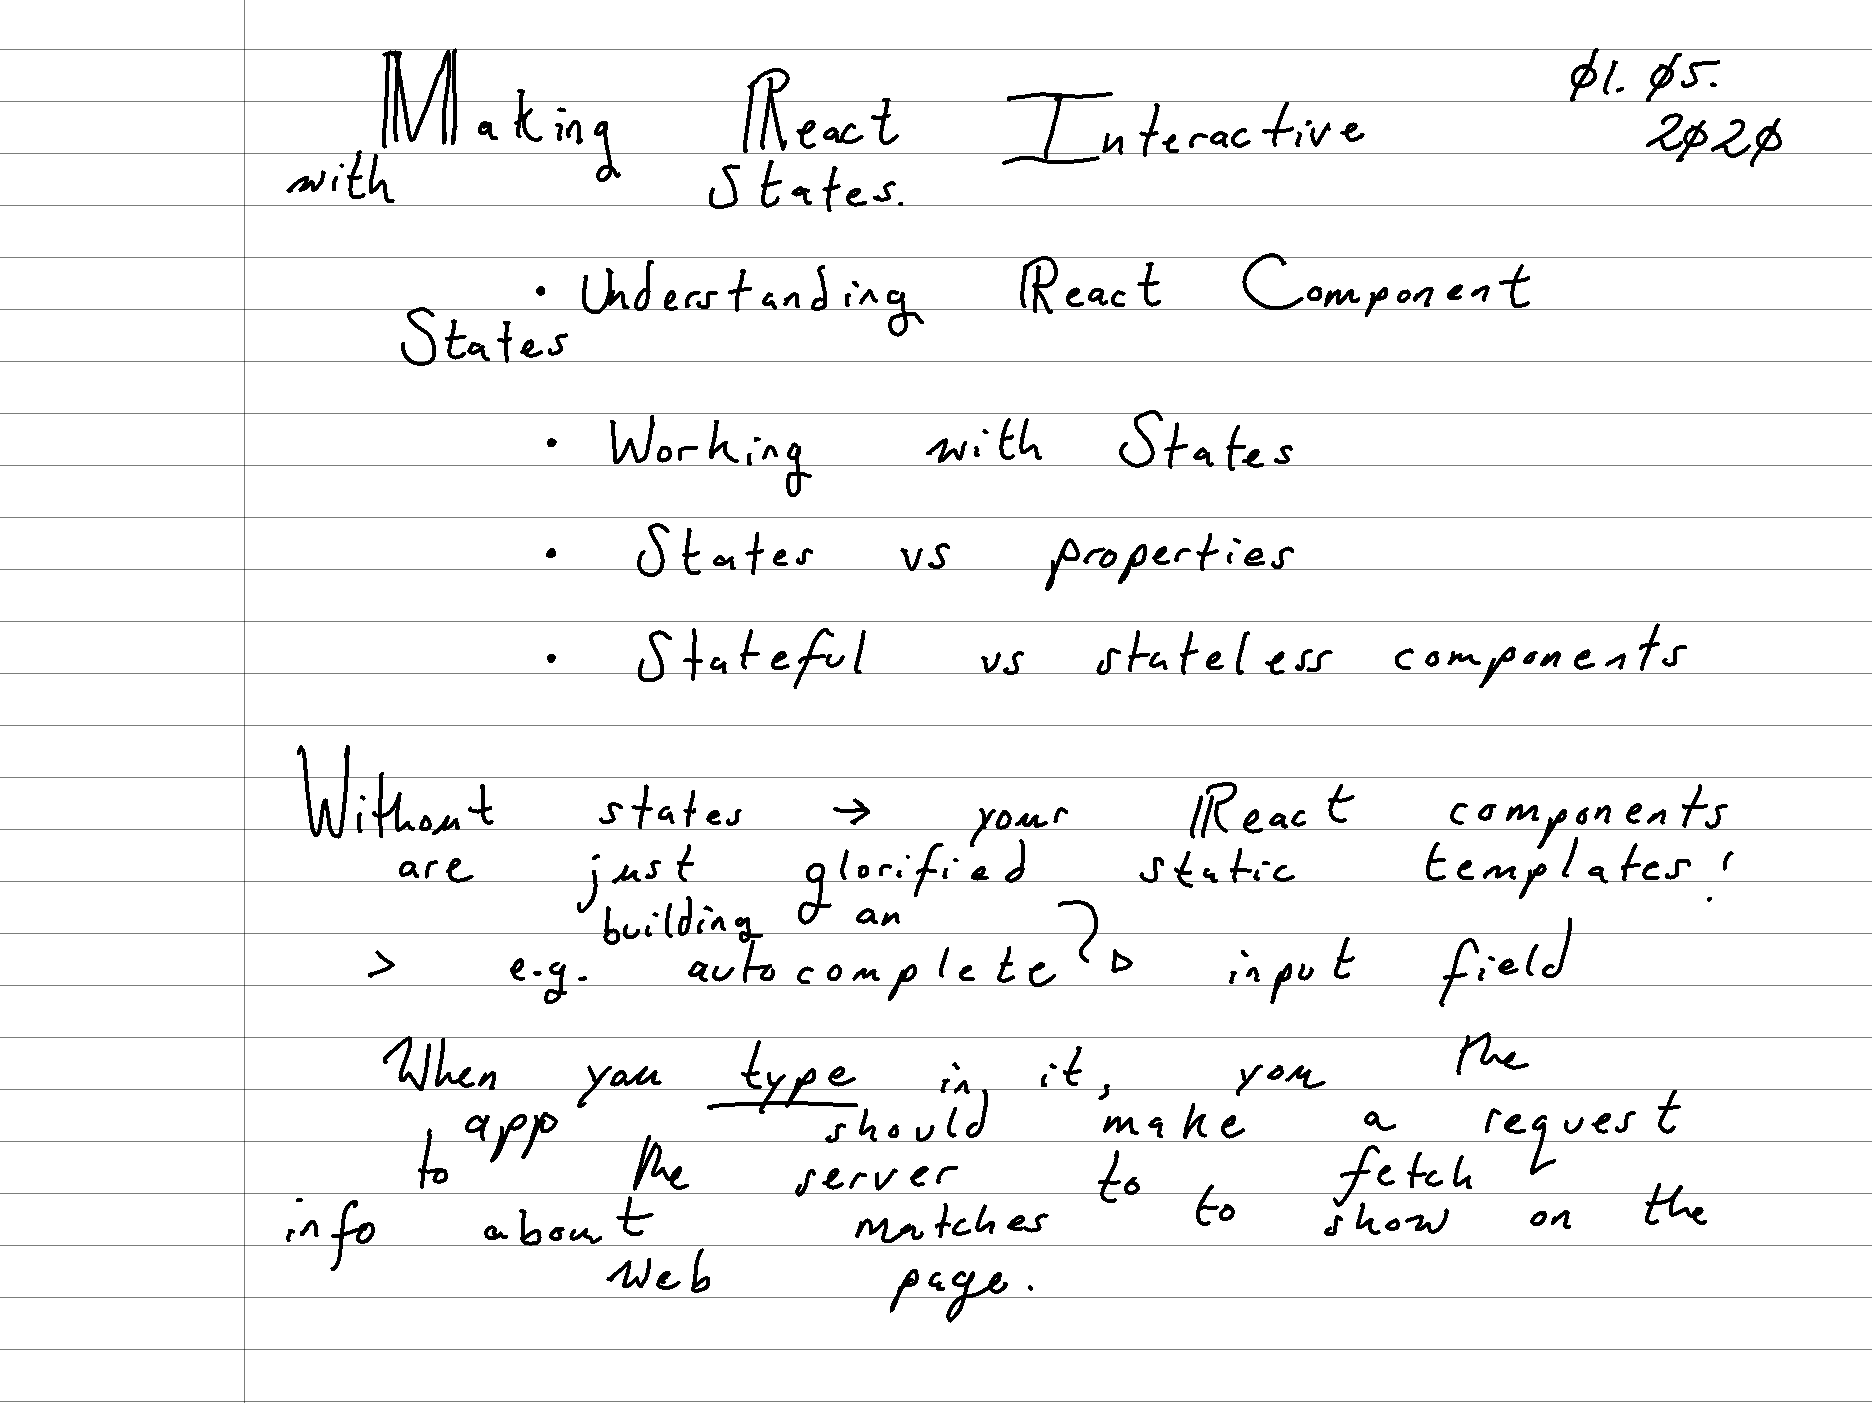 Making React Interactive
with States.
01.05.
2020
• Understanding React Component
States
• Working with States
• States vs properties
• Stateful vs stateless components
Without states → your React components
are just glorified static templates!
building an
> e.g. autocomplete input field
When you type in it, you the
app should make a request
to the server to fetch
info about matches to show on the
web page.